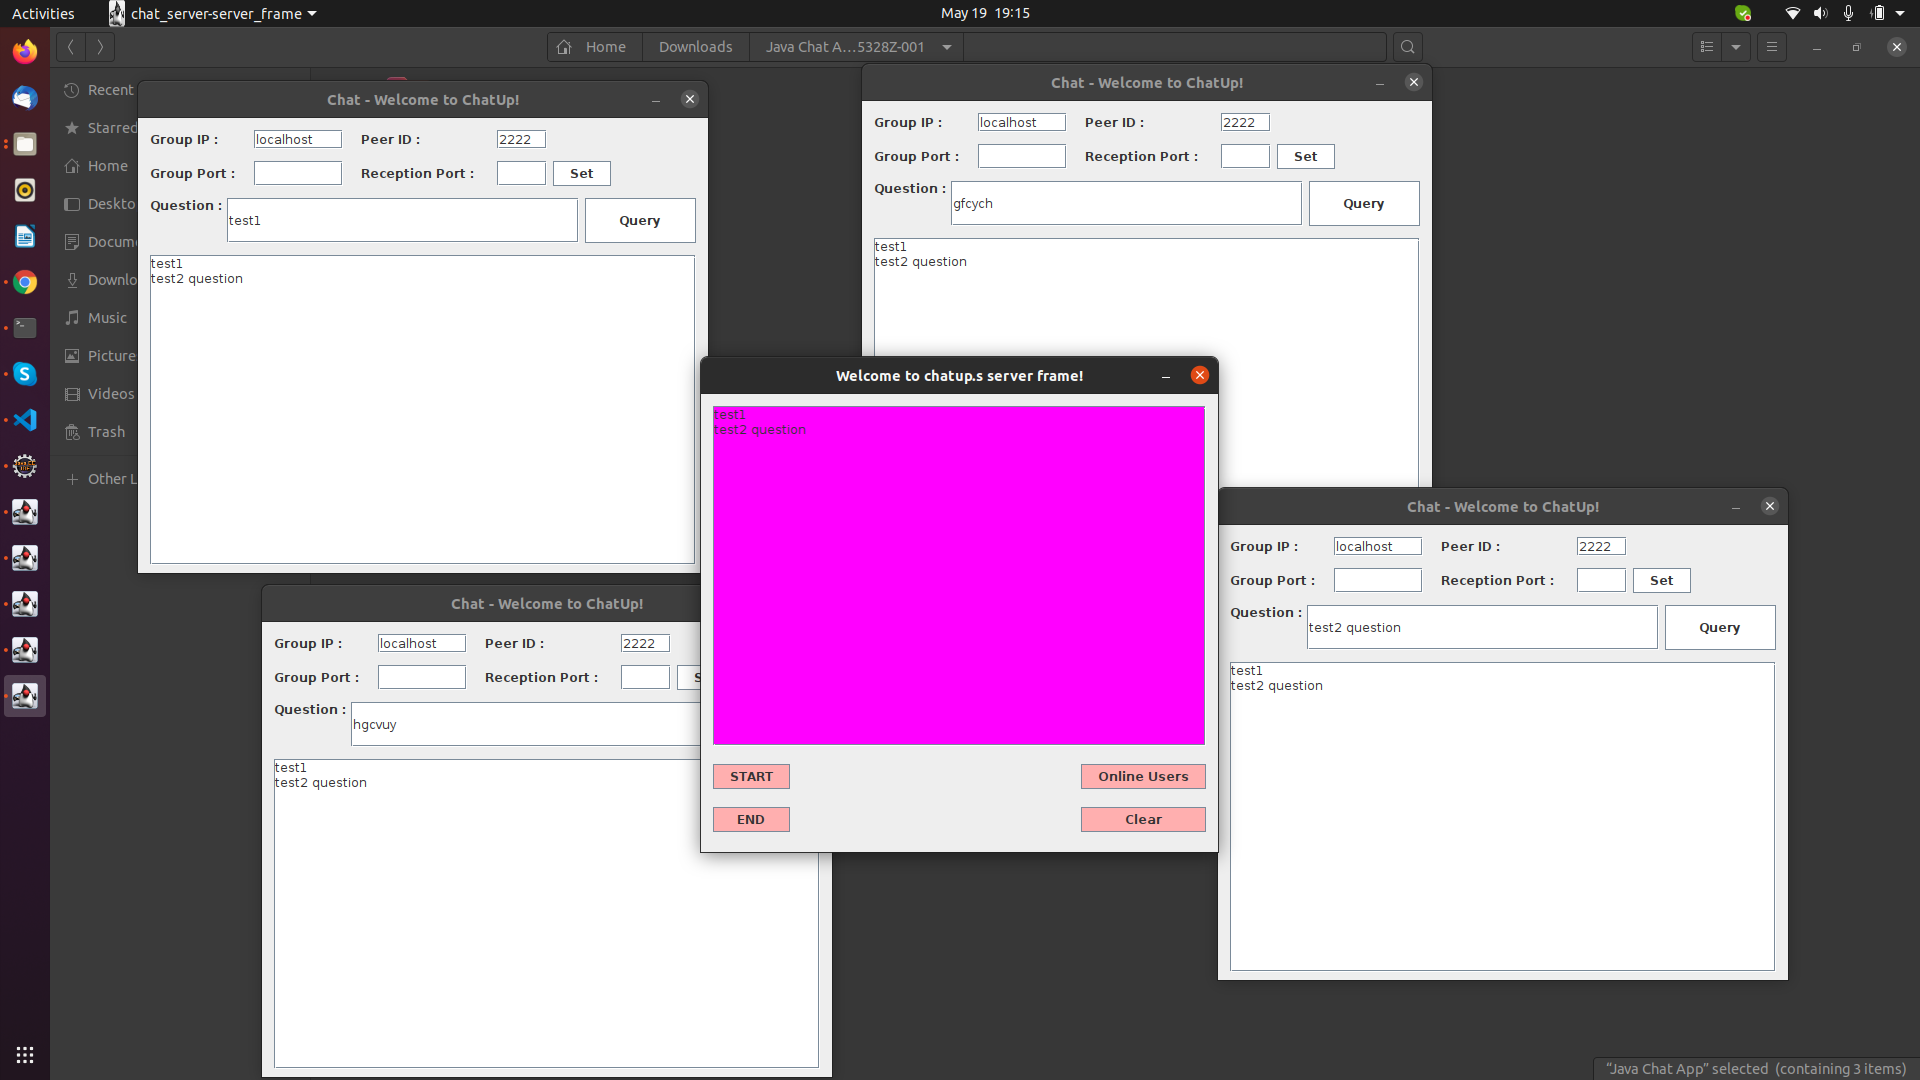 Activities
chat_server-server_frame
May 19 19:15
Home
Downloads
Java Chat A...5328Z-001
Recent
Starred
Home
Deskto
Docume
Downlo
Music
Pictures
Videos
Trash
Other L
Chat - Welcome to ChatUp!
Group IP :
localhost
Peer ID :
2222
Group Port :
Reception Port :
Set
Question :
test1
Query
test1
test2 question
Chat - Welcome to ChatUp!
Group IP :
localhost
Peer ID :
2222
Group Port :
Reception Port :
Set
Question :
gfcych
Query
test1
test2 question
Welcome to chatup.s server frame!
test1
test2 question
START
Online Users
END
Clear
Chat - Welcome to ChatUp!
Group IP :
localhost
Peer ID :
2222
Group Port :
Reception Port :
S
Question :
hgcvuy
test1
test2 question
Chat - Welcome to ChatUp!
Group IP :
localhost
Peer ID :
2222
Group Port :
Reception Port :
Set
Question :
test2 question
Query
test1
test2 question
"Java Chat App" selected (containing 3 items)